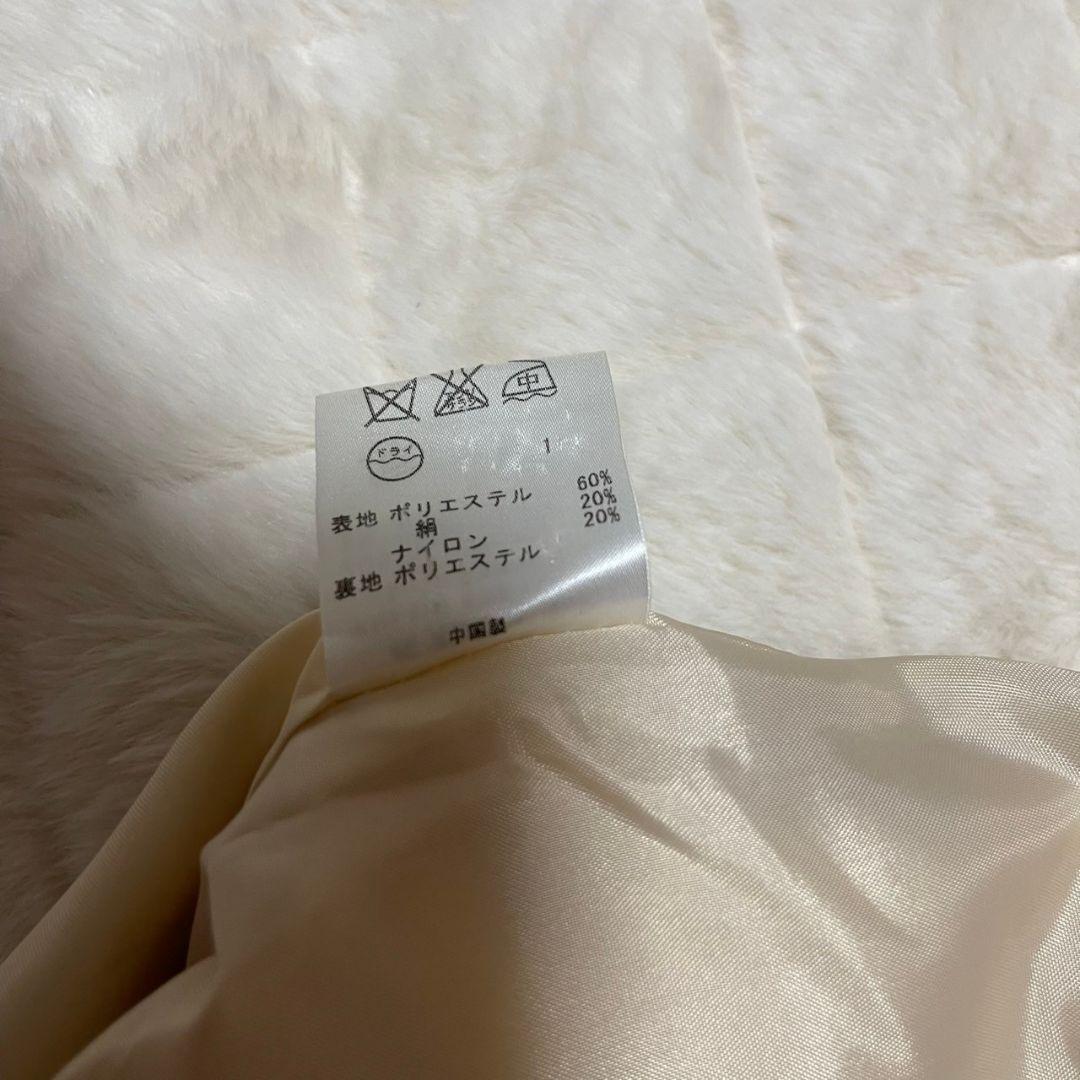 中
ドライ
1
表地 ポリエステル 60%
絹 20%
ナイロン 20%
裏地 ポリエステル
中国製